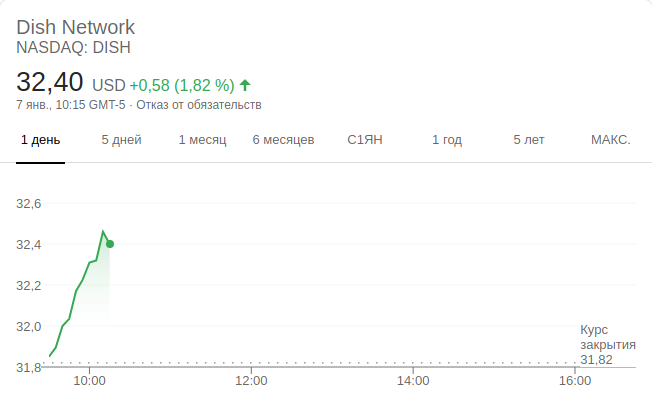 Dish Network
NASDAQ: DISH
32,40 USD +0,58 (1,82 %)
7 янв., 10:15 GMT-5 · Отказ от обязательств
1 день 5 дней 1 месяц 6 месяцев С1ЯН 1 год 5 лет МАКС.
32,6
32,4
32,2
32,0
Курс
закрытия
31,82
31,8
10:00 12:00 14:00 16:00